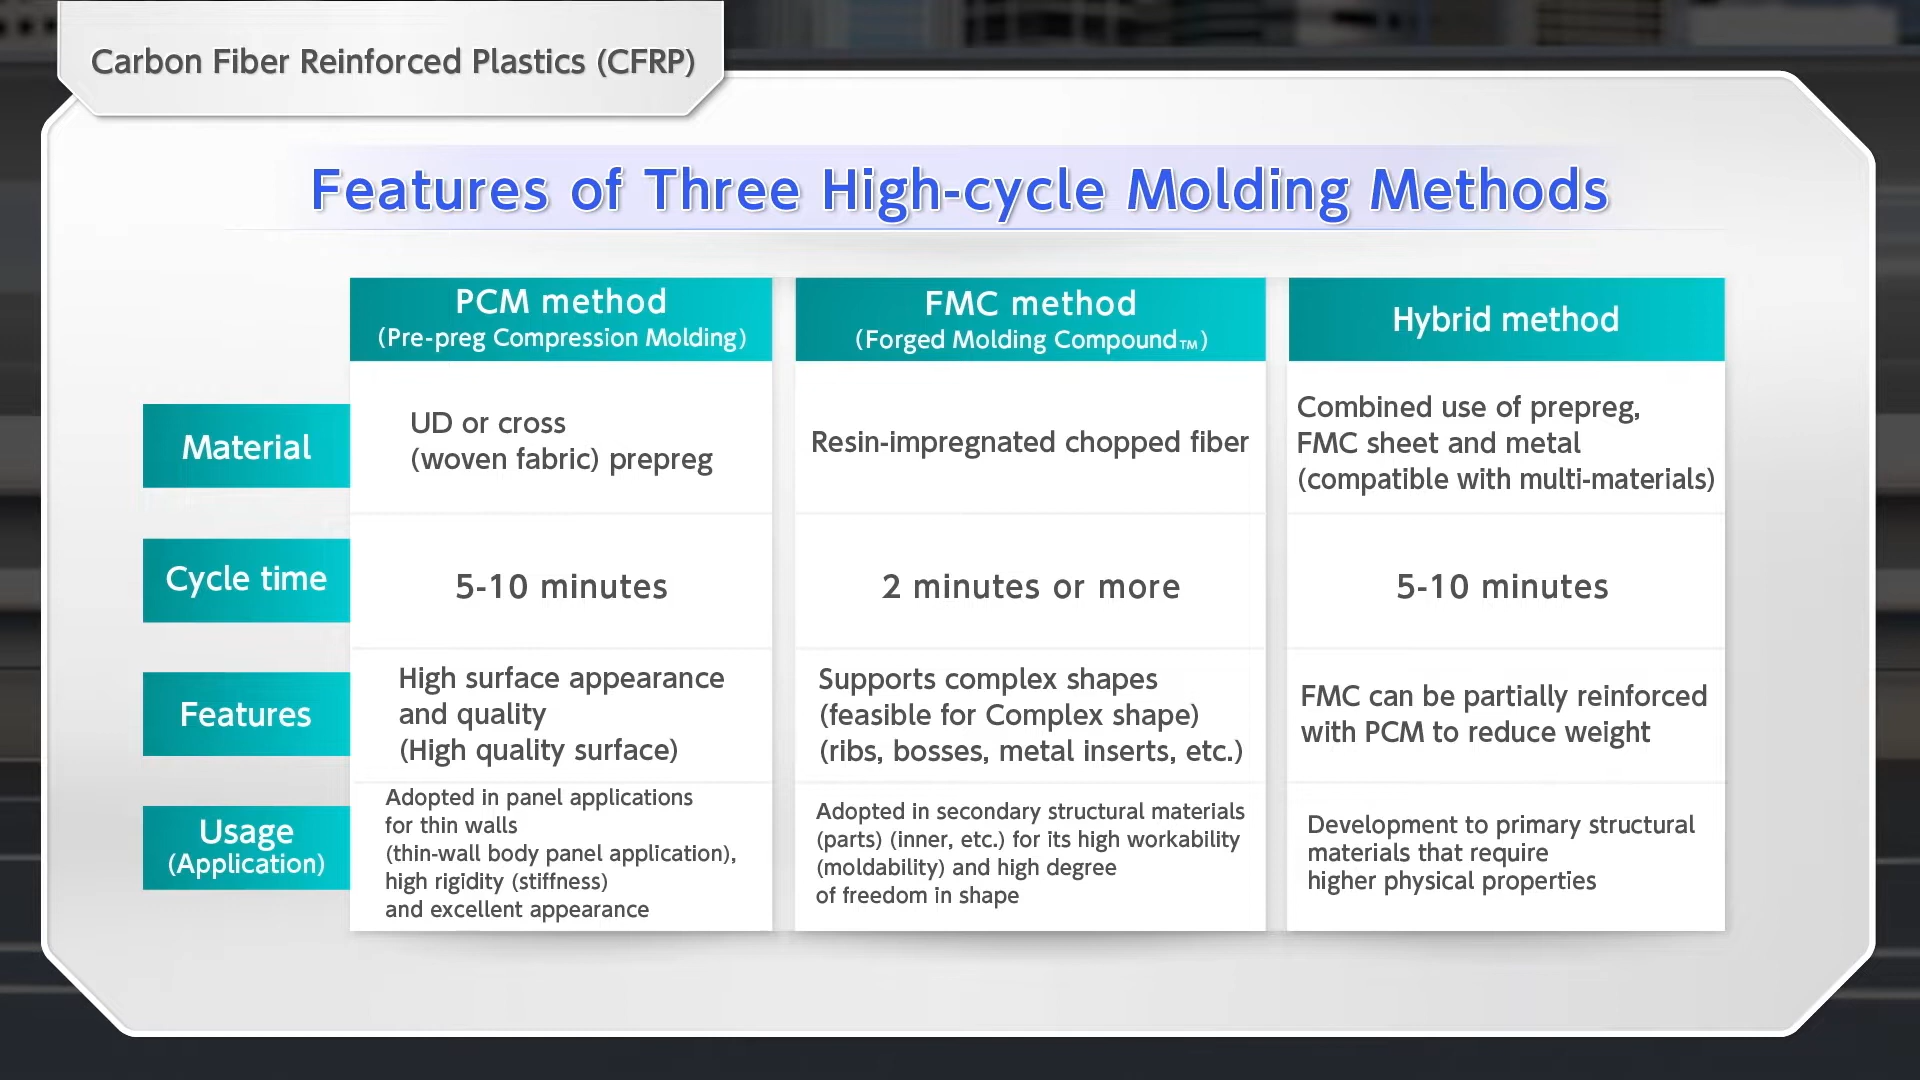 Carbon Fiber Reinforced Plastics (CFRP)
Features of Three High-cycle Molding Methods
PCM method
(Pre-preg Compression Molding)
FMC method
(Forged Molding Compound™)
Hybrid method
Material
UD or cross
(woven fabric) prepreg
Resin-impregnated chopped fiber
Combined use of prepreg,
FMC sheet and metal
(compatible with multi-materials)
Cycle time
5-10 minutes
2 minutes or more
5-10 minutes
Features
High surface appearance
and quality
(High quality surface)
Supports complex shapes
(feasible for Complex shape)
(ribs, bosses, metal inserts, etc.)
FMC can be partially reinforced
with PCM to reduce weight
Usage
(Application)
Adopted in panel applications
for thin walls
(thin-wall body panel application),
high rigidity (stiffness)
and excellent appearance
Adopted in secondary structural materials
(parts) (inner, etc.) for its high workability
(moldability) and high degree
of freedom in shape
Development to primary structural
materials that require
higher physical properties